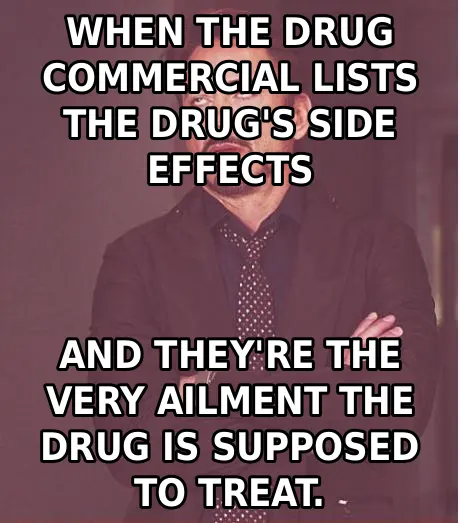 WHEN THE DRUG
COMMERCIAL LISTS
THE DRUG'S SIDE
EFFECTS
AND THEY'RE THE
VERY AILMENT THE
DRUG IS SUPPOSED
TO TREAT.